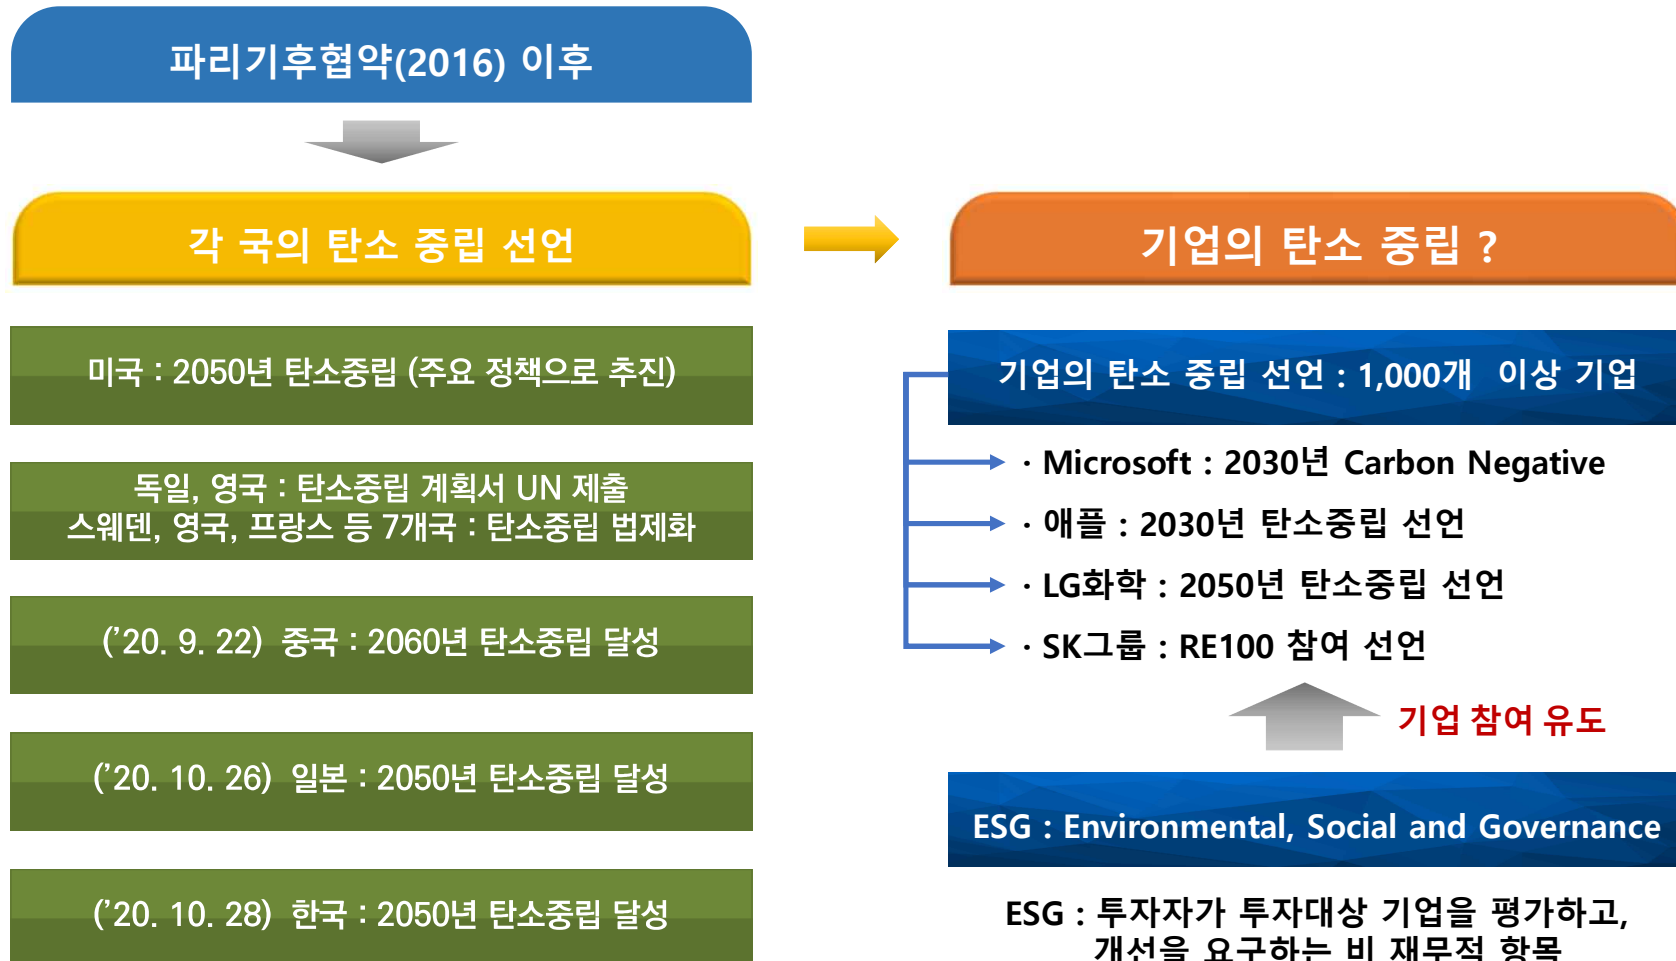 파리기후협약(2016) 이후
각 국의 탄소 중립 선언
미국 : 2050년 탄소중립 (주요 정책으로 추진)
독일, 영국 : 탄소중립 계획서 UN 제출
스웨덴, 영국, 프랑스 등 7개국 : 탄소중립 법제화
('20. 9. 22) 중국 : 2060년 탄소중립 달성
('20. 10. 26) 일본 : 2050년 탄소중립 달성
('20. 10. 28) 한국 : 2050년 탄소중립 달성
기업의 탄소 중립 ?
기업의 탄소 중립 선언 : 1,000개 이상 기업
· Microsoft : 2030년 Carbon Negative
· 애플 : 2030년 탄소중립 선언
· LG화학 : 2050년 탄소중립 선언
· SK그룹 : RE100 참여 선언
기업 참여 유도
ESG : Environmental, Social and Governance
ESG : 투자자가 투자대상 기업을 평가하고,
개선을 요구하는 비 재무적 항목